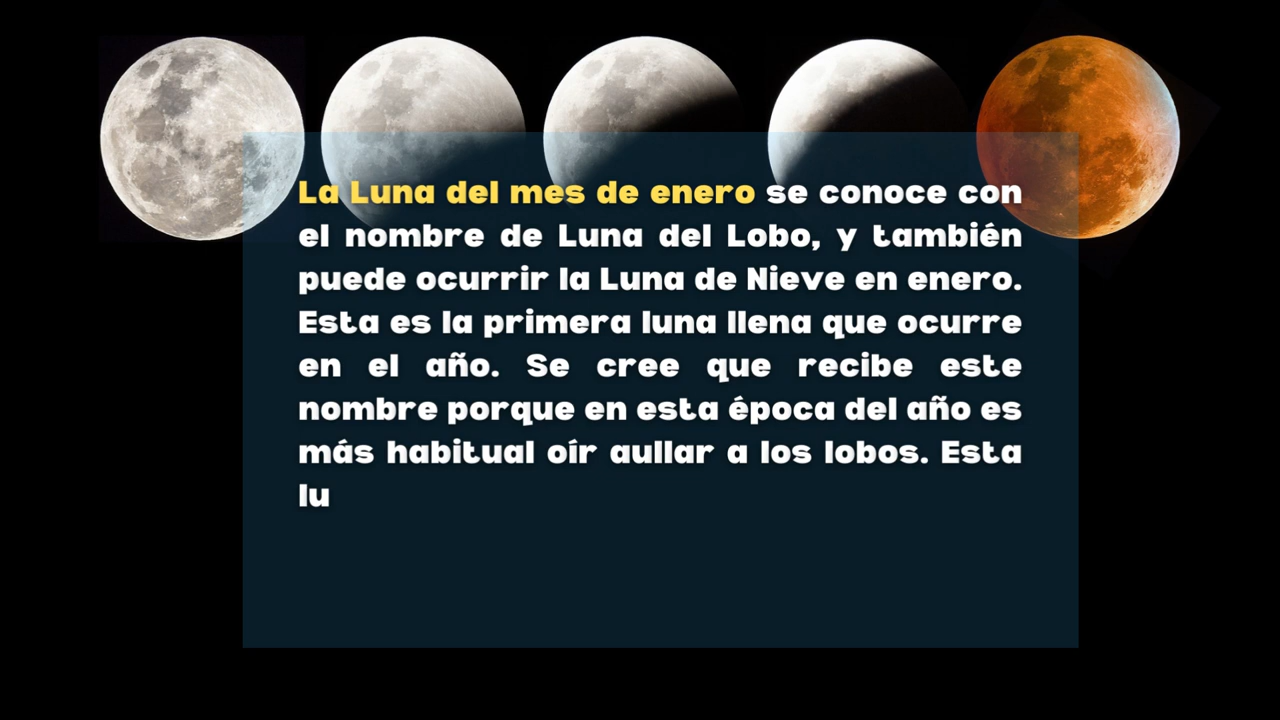 La Luna del mes de enero se conoce con
el nombre de Luna del Lobo, y también
puede ocurrir la Luna de Nieve en enero.
Esta es la primera luna llena que ocurre
en el año. Se cree que recibe este
nombre porque en esta época del año es
más habitual oír aullar a los lobos. Esta
lu